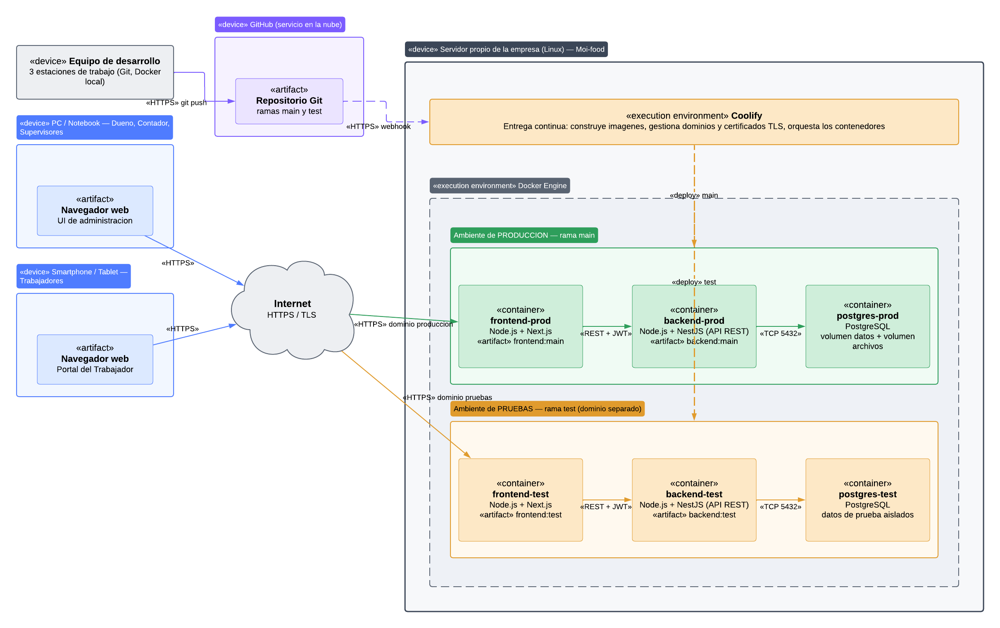 «device» GitHub (servicio en la nube)
«device» Equipo de desarrollo
3 estaciones de trabajo (Git, Docker
local)
«HTTPS» git push
«artifact»
Repositorio Git
ramas main y test
«HTTPS» webhook
«device» Servidor propio de la empresa (Linux) — Moi-food
«execution environment» Coolify
Entrega continua: construye imagenes, gestiona dominios y certificados TLS, orquesta los contenedores
«device» PC / Notebook — Dueno, Contador,
Supervisores
«artifact»
Navegador web
UI de administracion
«HTTPS»
«device» Smartphone / Tablet —
Trabajadores
«artifact»
Navegador web
Portal del Trabajador
«HTTPS»
Internet
HTTPS / TLS
«HTTPS» dominio produccion
«HTTPS» dominio pruebas
«execution environment» Docker Engine
«deploy» main
Ambiente de PRODUCCION — rama main
«deploy» test
«container»
frontend-prod
Node.js + Next.js
«artifact» frontend:main
«REST + JWT»
«container»
backend-prod
Node.js + NestJS (API REST)
«artifact» backend:main
«TCP 5432»
«container»
postgres-prod
PostgreSQL
volumen datos + volumen
archivos
Ambiente de PRUEBAS — rama test (dominio separado)
«container»
frontend-test
Node.js + Next.js
«artifact» frontend:test
«REST + JWT»
«container»
backend-test
Node.js + NestJS (API REST)
«artifact» backend:test
«TCP 5432»
«container»
postgres-test
PostgreSQL
datos de prueba aislados